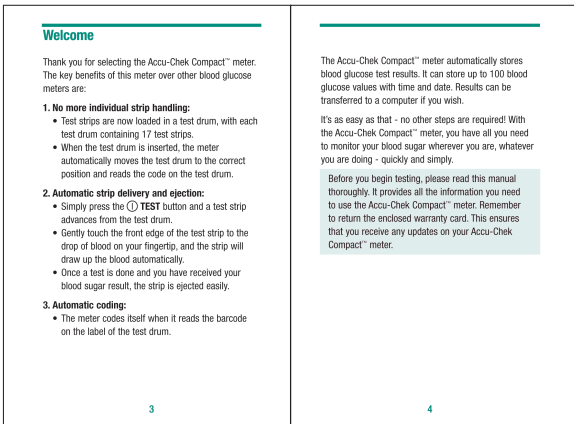 Welcome
Thank you for selecting the Accu-Chek Compact™ meter.
The key benefits of this meter over other blood glucose
meters are:
1. No more individual strip handling:
• Test strips are now loaded in a test drum, with each
test drum containing 17 test strips.
• When the test drum is inserted, the meter
automatically moves the test drum to the correct
position and reads the code on the test drum.
2. Automatic strip delivery and ejection:
• Simply press the TEST button and a test strip
advances from the test drum.
• Gently touch the front edge of the test strip to the
drop of blood on your fingertip, and the strip will
draw up the blood automatically.
• Once a test is done and you have received your
blood sugar result, the strip is ejected easily.
3. Automatic coding:
• The meter codes itself when it reads the barcode
on the label of the test drum.
3
The Accu-Chek Compact™ meter automatically stores
blood glucose test results. It can store up to 100 blood
glucose values with time and date. Results can be
transferred to a computer if you wish.
It's as easy as that - no other steps are required! With
the Accu-Chek Compact™ meter, you have all you need
to monitor your blood sugar wherever you are, whatever
you are doing - quickly and simply.
Before you begin testing, please read this manual
thoroughly. It provides all the information you need
to use the Accu-Chek Compact™ meter. Remember
to return the enclosed warranty card. This ensures
that you receive any updates on your Accu-Chek
Compact™ meter.
4